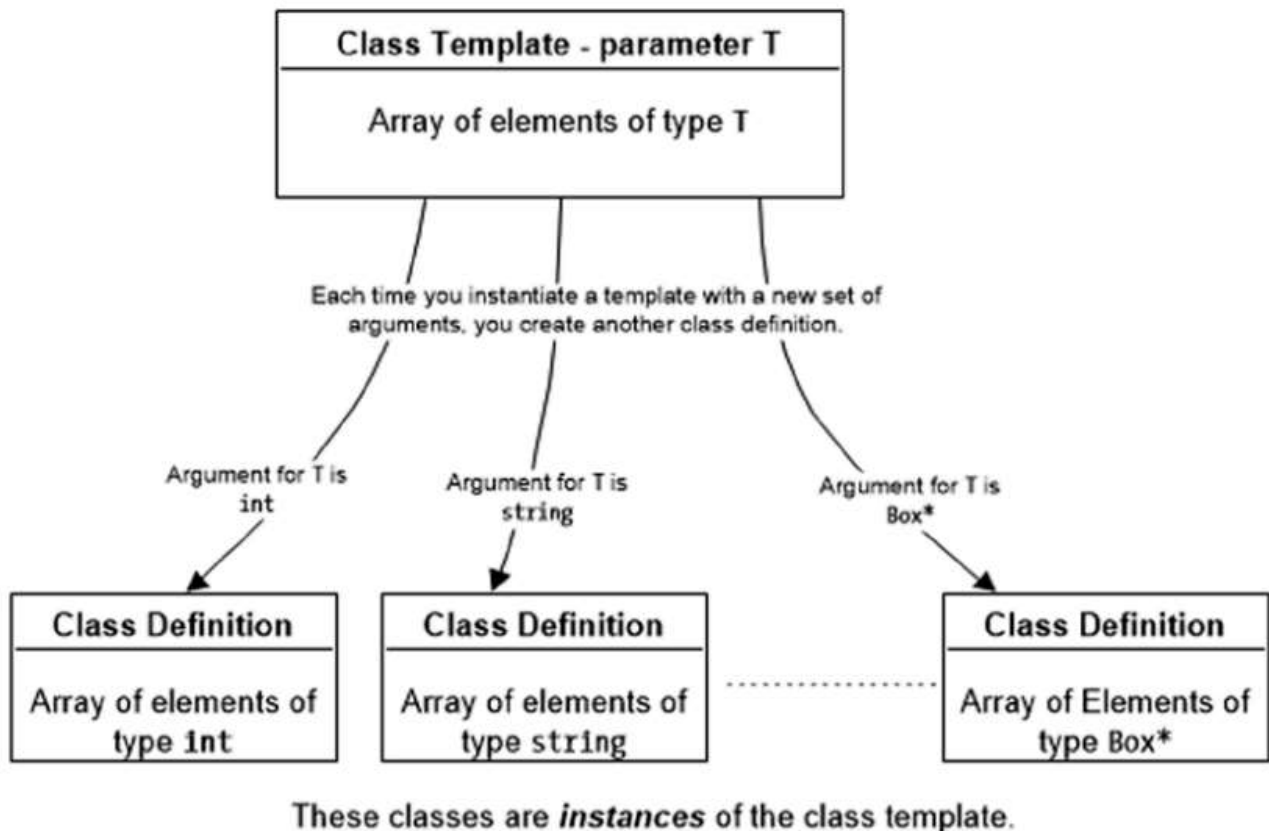 Class Template - parameter T
Array of elements of type T
Each time you instantiate a template with a new set of
arguments, you create another class definition.
Argument for T is
int
Argument for T is
string
Argument for T is
Box*
Class Definition
Array of elements of
type int
Class Definition
Array of elements of
type string
Class Definition
Array of Elements of
type Box*
These classes are instances of the class template.